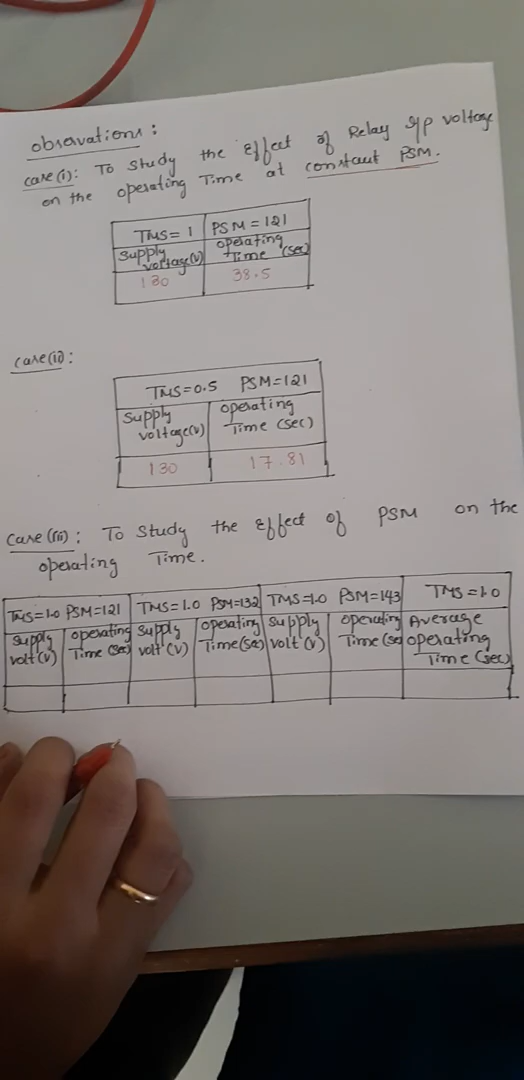 observations:
case(i): To study the Effect of Relay I/p voltage
on the operating Time at constant PSM.
TMS=1 PSM=121
supply voltage(v) operating Time (sec)
130 38.5
case(ii):
TMS=0.5 PSM=121
supply voltage(v) operating Time (sec)
130 17.81
case(iii): To study the Effect of PSM on the
operating Time.
TMS=1.0 PSM=121 TMS=1.0 PSM=132 TMS=1.0 PSM=143 TMS=1.0
supply volt(v) operating Time (sec) supply volt(v) operating Time(sec) supply volt(v) operating Time(sec Average operating Time (sec)